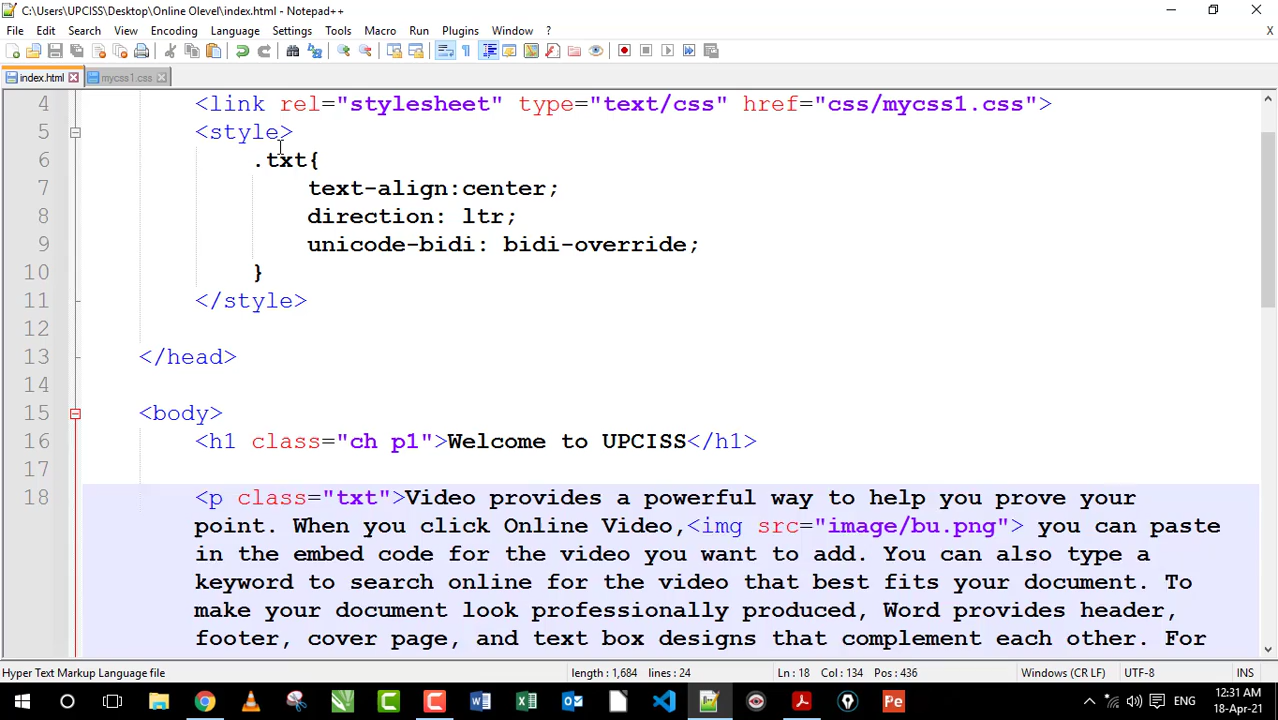 C:\Users\UPCISS\Desktop\Online Olevel\index.html - Notepad++
File Edit Search View Encoding Language Settings Tools Macro Run Plugins Window ?
index.html mycss1.css
4 <link rel="stylesheet" type="text/css" href="css/mycss1.css">
5 <style>
6 .txt{
7 text-align:center;
8 direction: ltr;
9 unicode-bidi: bidi-override;
10 }
11 </style>
12
13 </head>
14
15 <body>
16 <h1 class="ch p1">Welcome to UPCISS</h1>
17
18 <p class="txt">Video provides a powerful way to help you prove your
point. When you click Online Video,<img src="image/bu.png"> you can paste
in the embed code for the video you want to add. You can also type a
keyword to search online for the video that best fits your document. To
make your document look professionally produced, Word provides header,
footer, cover page, and text box designs that complement each other. For
Hyper Text Markup Language file length : 1,684 lines : 24 Ln : 18 Col : 134 Pos : 436 Windows (CR LF) UTF-8 INS
ENG 12:31 AM
18-Apr-21